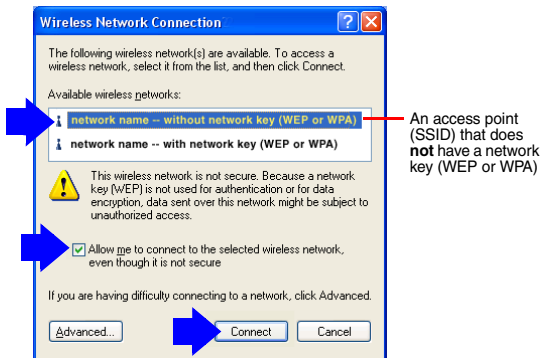 Wireless Network Connection
The following wireless network(s) are available. To access a
wireless network, select it from the list, and then click Connect.
Available wireless networks:
network name -- without network key (WEP or WPA)
network name -- with network key (WEP or WPA)
An access point
(SSID) that does
not have a network
key (WEP or WPA)
This wireless network is not secure. Because a network
key (WEP) is not used for authentication or for data
encryption, data sent over this network might be subject to
unauthorized access.
Allow me to connect to the selected wireless network,
even though it is not secure
If you are having difficulty connecting to a network, click Advanced.
Advanced... Connect Cancel